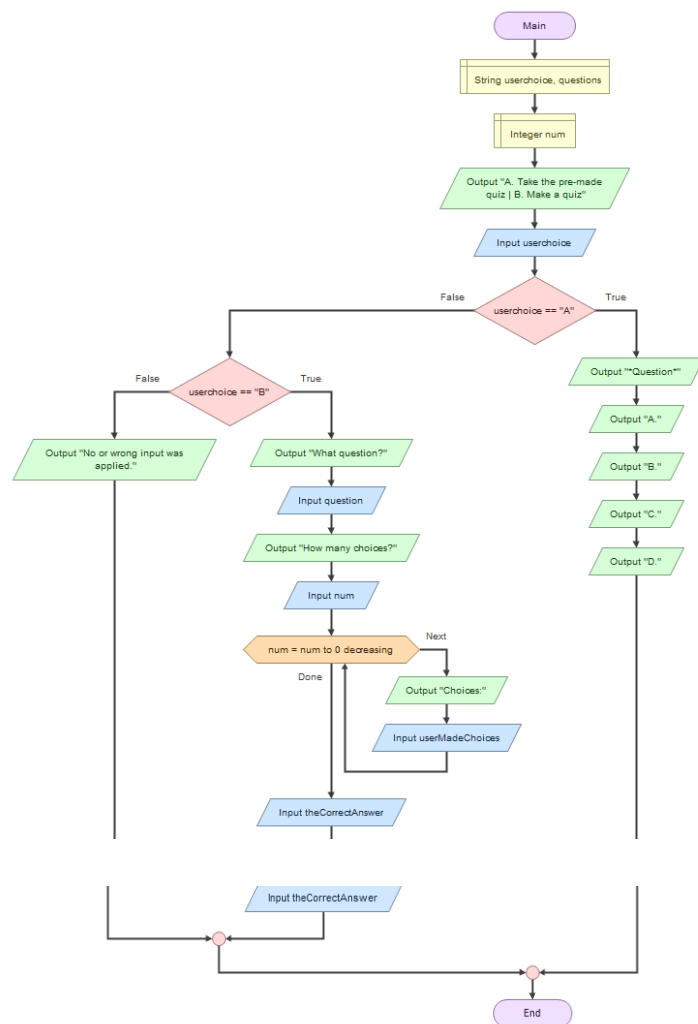 Main
String userchoice, questions
Integer num
Output "A. Take the pre-made
quiz | B. Make a quiz"
Input userchoice
False
userchoice == "A"
True
False
userchoice == "B"
True
Output "*Question*"
Output "A."
Output "B."
Output "C."
Output "D."
Output "No or wrong input was
applied."
Output "What question?"
Input question
Output "How many choices?"
Input num
num = num to 0 decreasing
Next
Done
Output "Choices:"
Input userMadeChoices
Input theCorrectAnswer
Input theCorrectAnswer
End